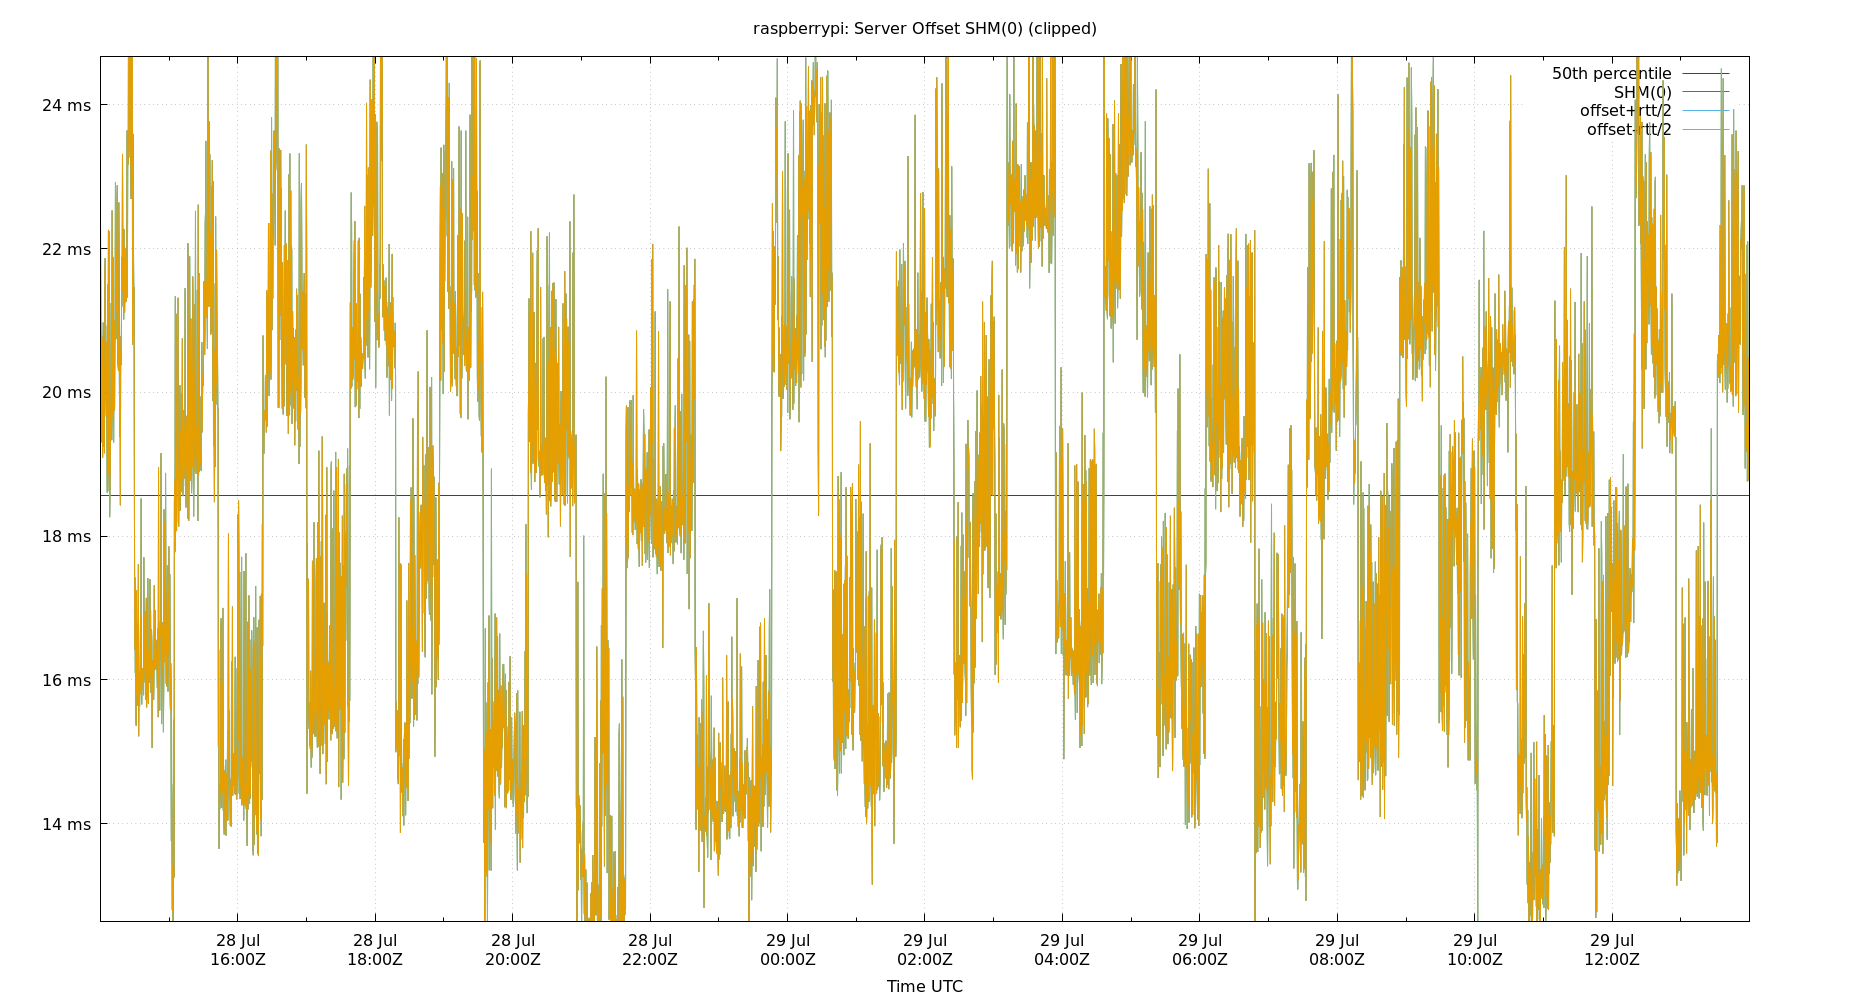 raspberrypi: Server Offset SHM(0) (clipped)
50th percentile
SHM(0)
offset+rtt/2
offset-rtt/2
24 ms
22 ms
20 ms
18 ms
16 ms
14 ms
28 Jul 28 Jul 28 Jul 28 Jul 29 Jul 29 Jul 29 Jul 29 Jul 29 Jul 29 Jul 29 Jul
16:00Z 18:00Z 20:00Z 22:00Z 00:00Z 02:00Z 04:00Z 06:00Z 08:00Z 10:00Z 12:00Z
Time UTC